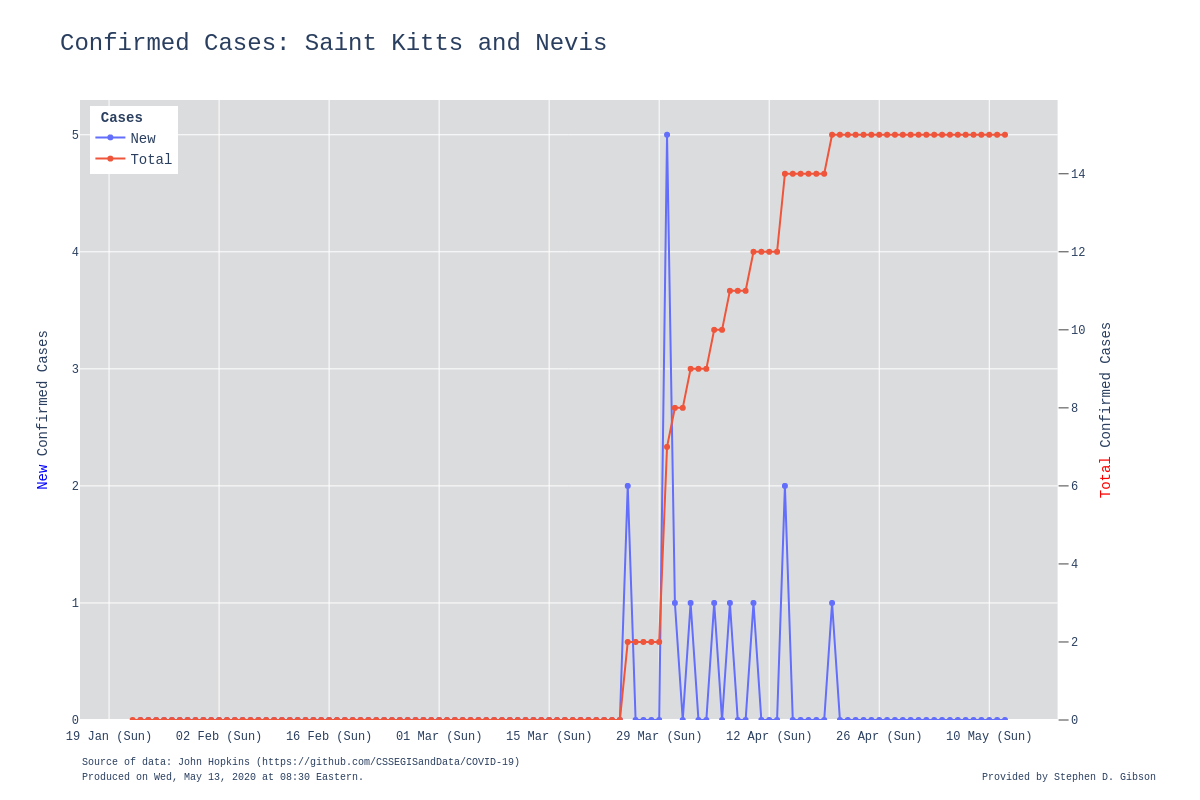 Confirmed Cases: Saint Kitts and Nevis
Cases
New
Total
5
4
3
2
1
0
New Confirmed Cases
14
12
10
8
6
4
2
0
Total Confirmed Cases
19 Jan (Sun) 02 Feb (Sun) 16 Feb (Sun) 01 Mar (Sun) 15 Mar (Sun) 29 Mar (Sun) 12 Apr (Sun) 26 Apr (Sun) 10 May (Sun)
Source of data: John Hopkins (https://github.com/CSSEGISandData/COVID-19)
Produced on Wed, May 13, 2020 at 08:30 Eastern.
Provided by Stephen D. Gibson